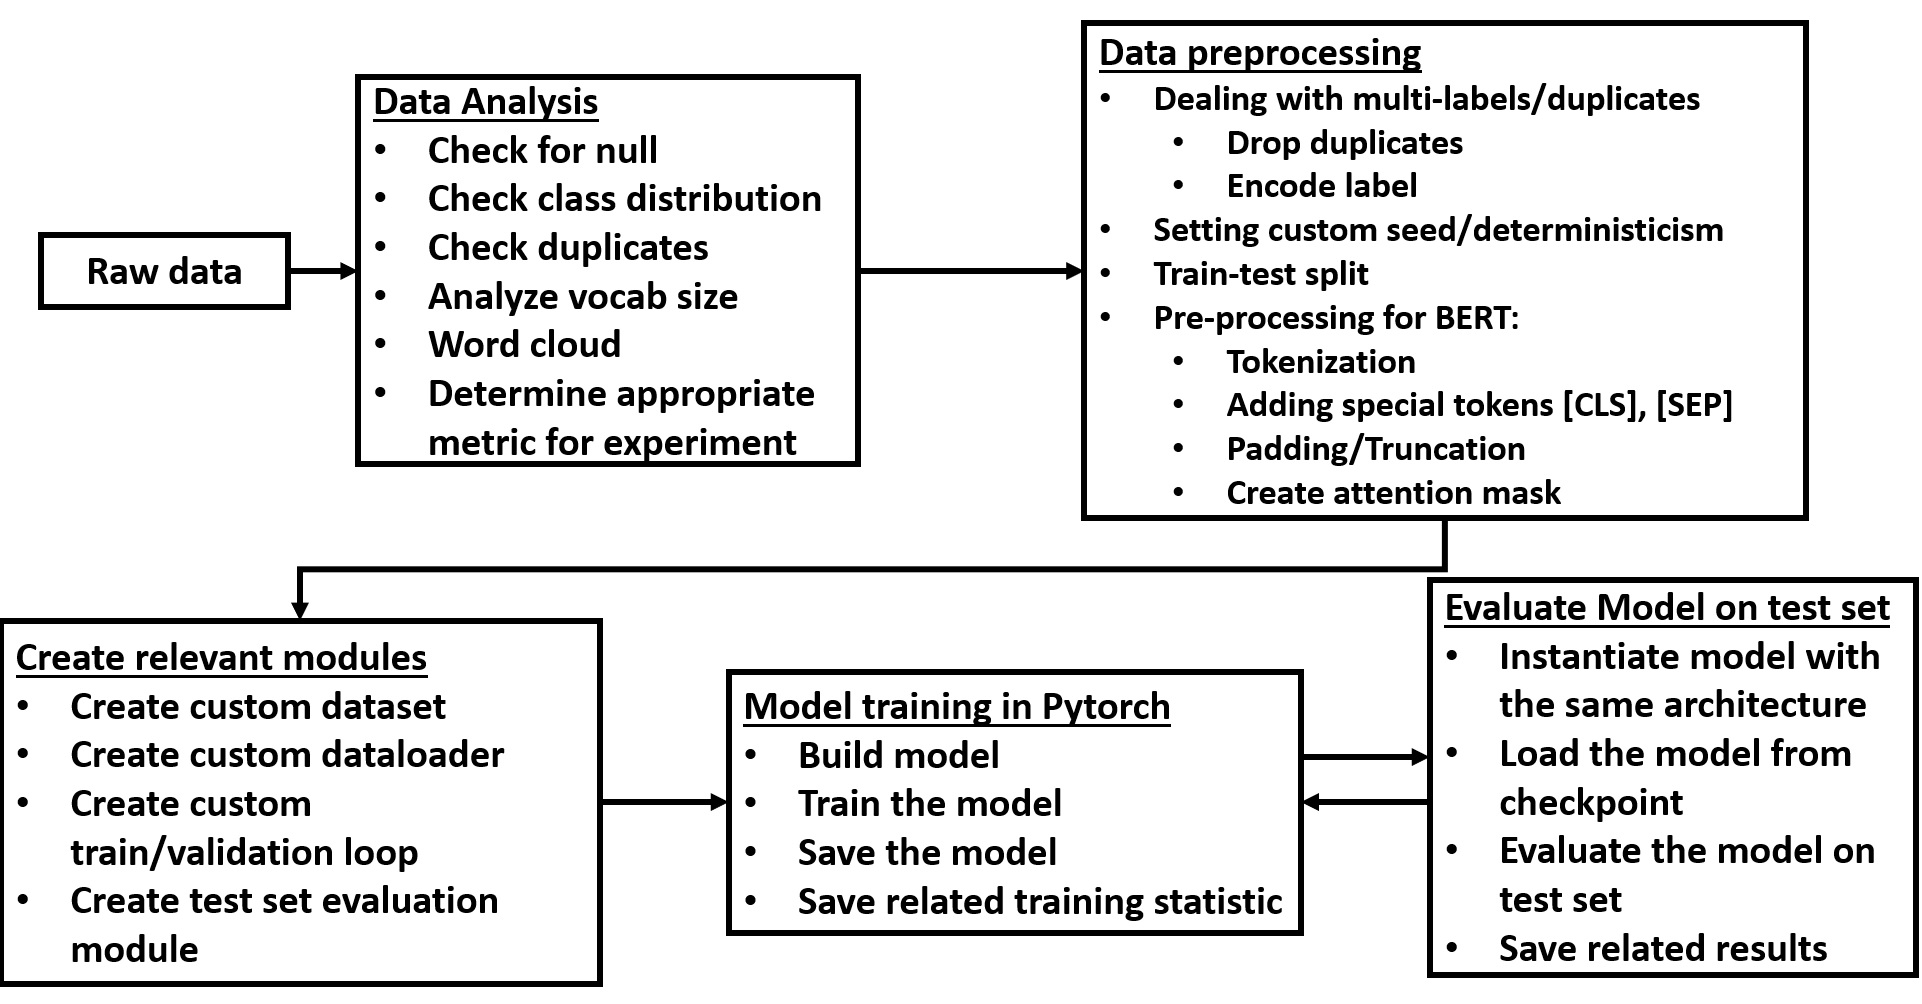 Raw data
Data Analysis
• Check for null
• Check class distribution
• Check duplicates
• Analyze vocab size
• Word cloud
• Determine appropriate
metric for experiment
Data preprocessing
• Dealing with multi-labels/duplicates
• Drop duplicates
• Encode label
• Setting custom seed/deterministicism
• Train-test split
• Pre-processing for BERT:
• Tokenization
• Adding special tokens [CLS], [SEP]
• Padding/Truncation
• Create attention mask
Create relevant modules
• Create custom dataset
• Create custom dataloader
• Create custom
train/validation loop
• Create test set evaluation
module
Model training in Pytorch
• Build model
• Train the model
• Save the model
• Save related training statistic
Evaluate Model on test set
• Instantiate model with
the same architecture
• Load the model from
checkpoint
• Evaluate the model on
test set
• Save related results